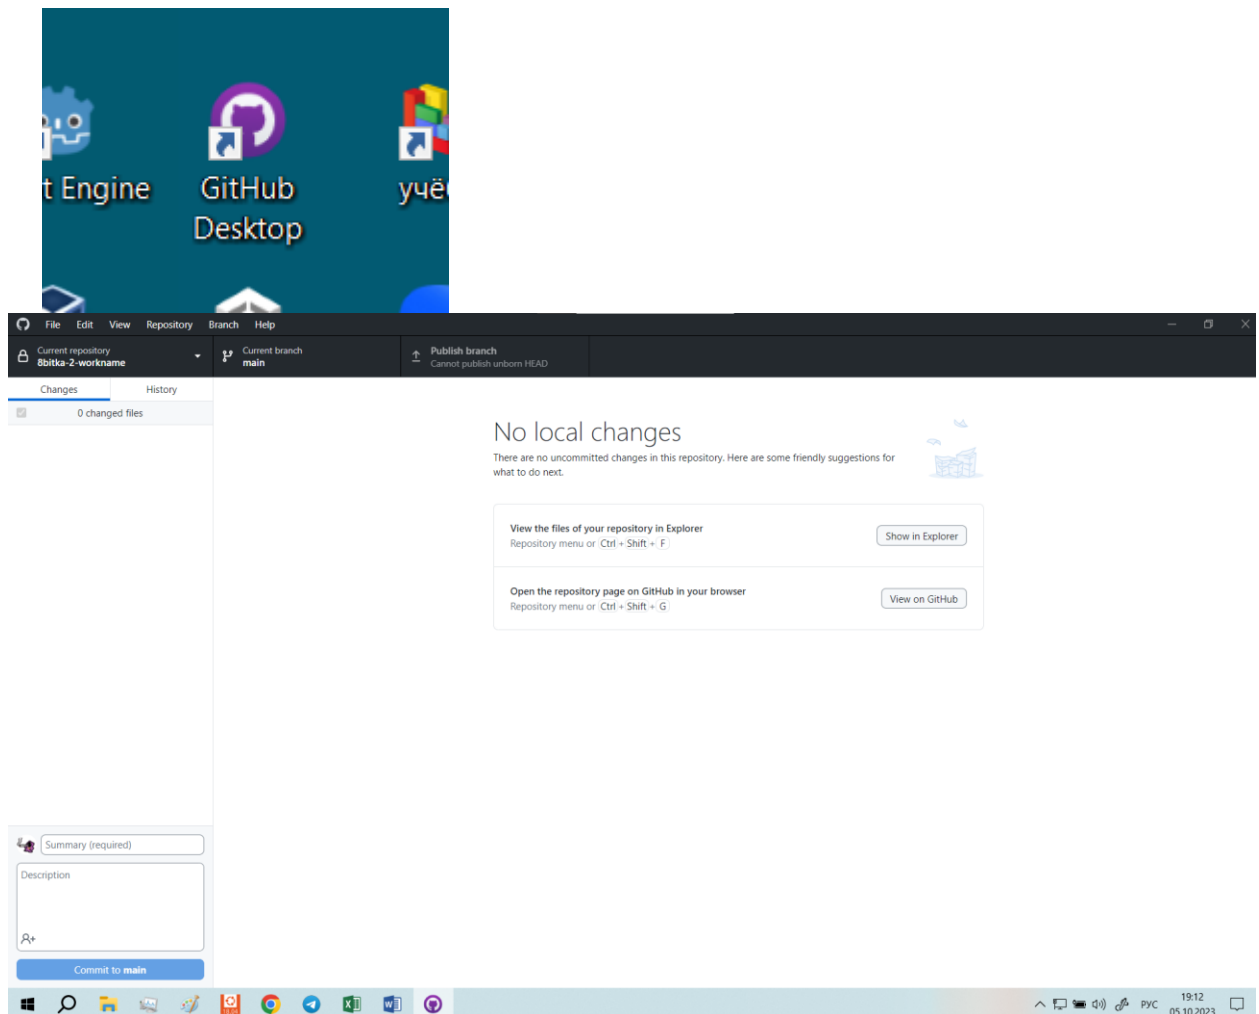 t Engine
GitHub
Desktop
учё
File Edit View Repository Branch Help
Current repository
8bitka-2-workname
Current branch
main
Publish branch
Cannot publish unborn HEAD
Changes History
0 changed files
No local changes
There are no uncommitted changes in this repository. Here are some friendly suggestions for
what to do next.
View the files of your repository in Explorer
Repository menu or Ctrl + Shift + F
Show in Explorer
Open the repository page on GitHub in your browser
Repository menu or Ctrl + Shift + G
View on GitHub
Summary (required)
Description
Commit to main
18.04
РУС
19:12
05.10.2023